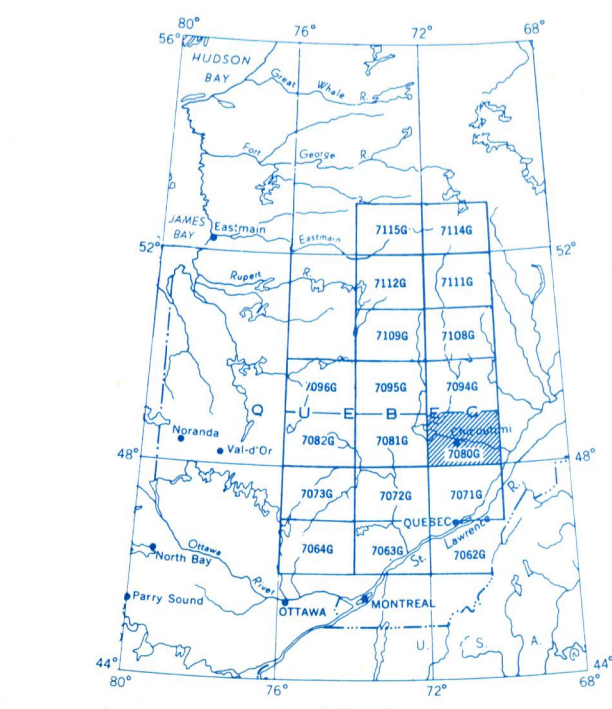 80° 76° 72° 68°
56°
HUDSON
BAY
Great Whale R.
Fort George R.
JAMES
BAY
Eastmain
Eastmain
7115G 7114G
52° 52°
Rupert R.
7112G 7111G
7109G 7108G
7096G 7095G 7094G
Q U E B E C
Noranda
Val-d'Or
Chicoutimi
7082G 7081G 7080G
48° 48°
7073G 7072G 7071G
QUEBEC
St. Lawrence R.
7064G 7063G 7062G
Ottawa River
North Bay
Parry Sound
OTTAWA
MONTREAL
U. S. A.
44° 44°
80° 76° 72° 68°